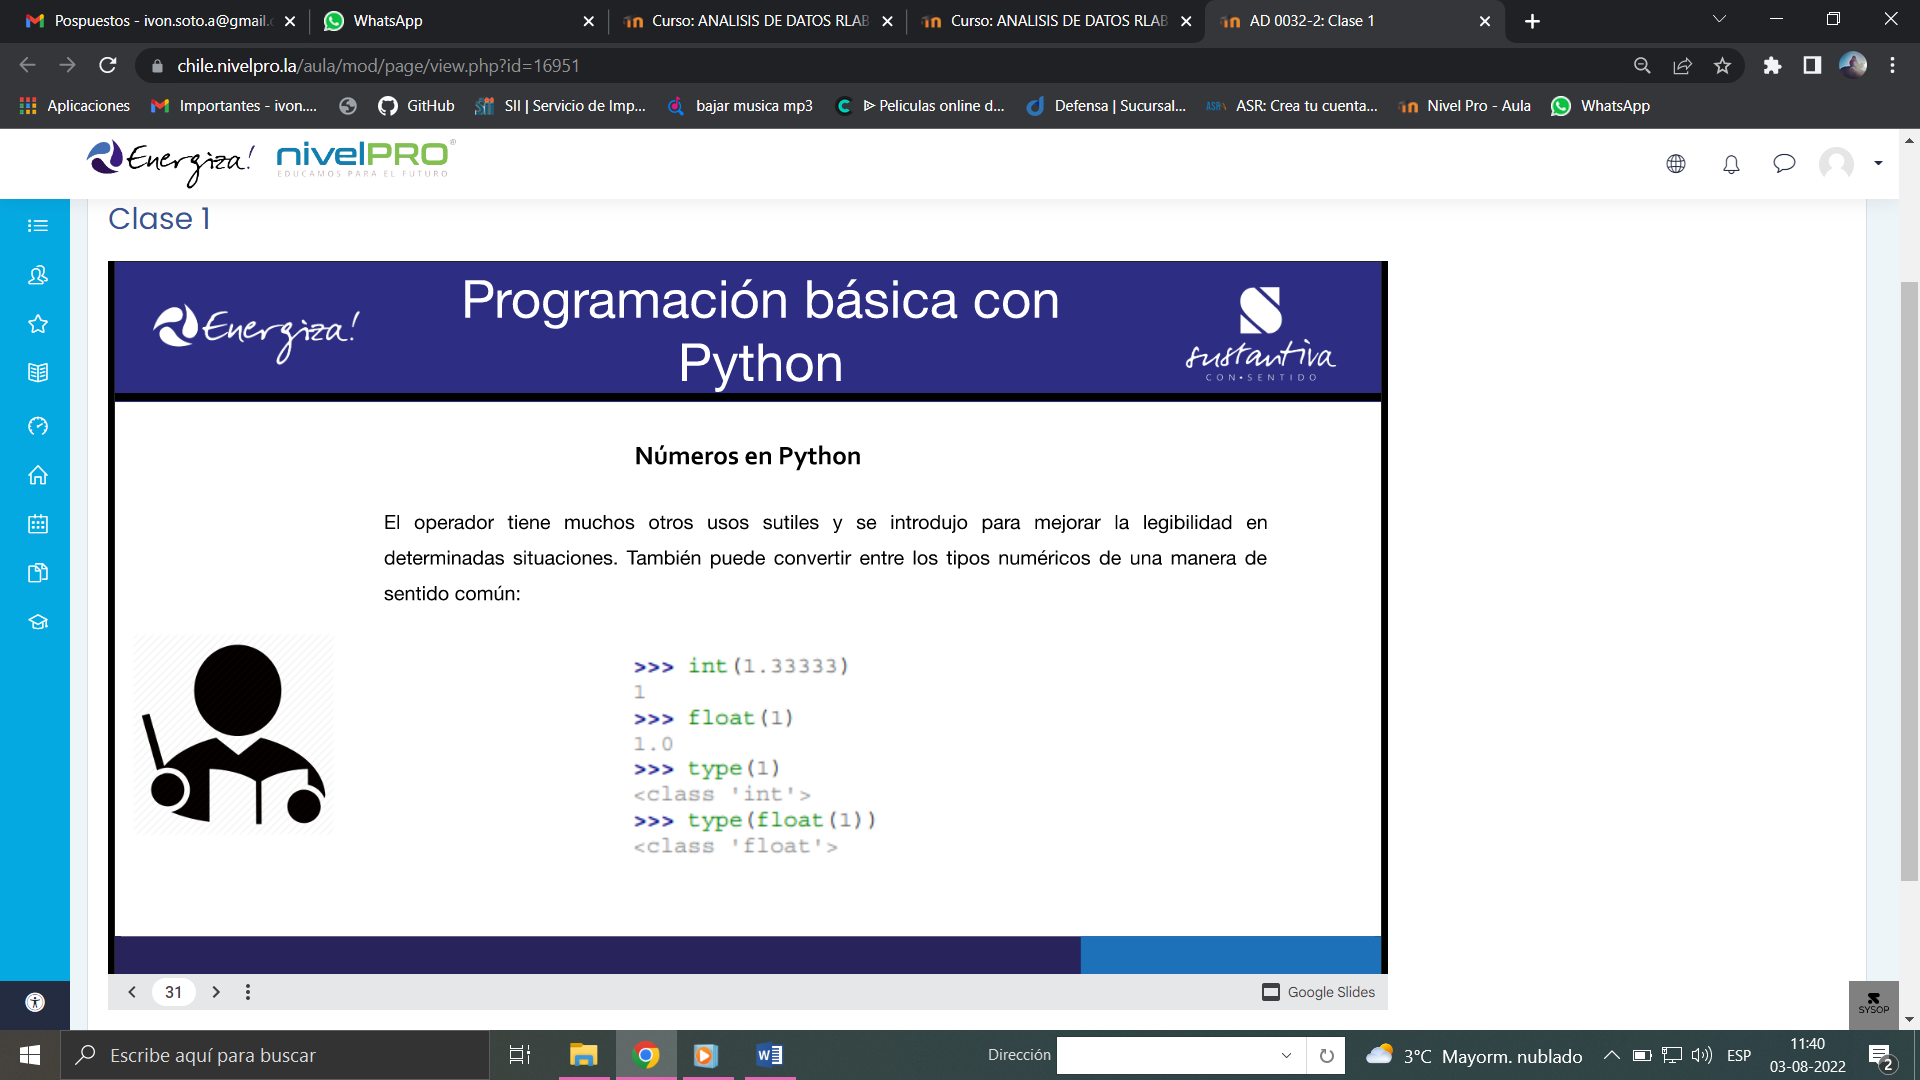 Pospuestos - ivon.soto.a@gmail.c
WhatsApp
Curso: ANALISIS DE DATOS RLAB
Curso: ANALISIS DE DATOS RLAB
AD 0032-2: Clase 1
chile.nivelpro.la/aula/mod/page/view.php?id=16951
Aplicaciones
Importantes - ivon....
GitHub
SII | Servicio de Imp...
bajar musica mp3
Peliculas online d...
Defensa | Sucursal...
ASR: Crea tu cuenta...
Nivel Pro - Aula
WhatsApp
Energiza!
nivelPRO
EDUCAMOS PARA EL FUTURO
Clase 1
Energiza!
Programación básica con
Python
sustantiva
CON•SENTIDO
Números en Python
El operador tiene muchos otros usos sutiles y se introdujo para mejorar la legibilidad en
determinadas situaciones. También puede convertir entre los tipos numéricos de una manera de
sentido común:
>>> int(1.33333)
1
>>> float(1)
1.0
>>> type(1)
<class 'int'>
>>> type(float(1))
<class 'float'>
31
Google Slides
SYSOP
Escribe aquí para buscar
Dirección
3°C Mayorm. nublado
ESP
11:40
03-08-2022
2